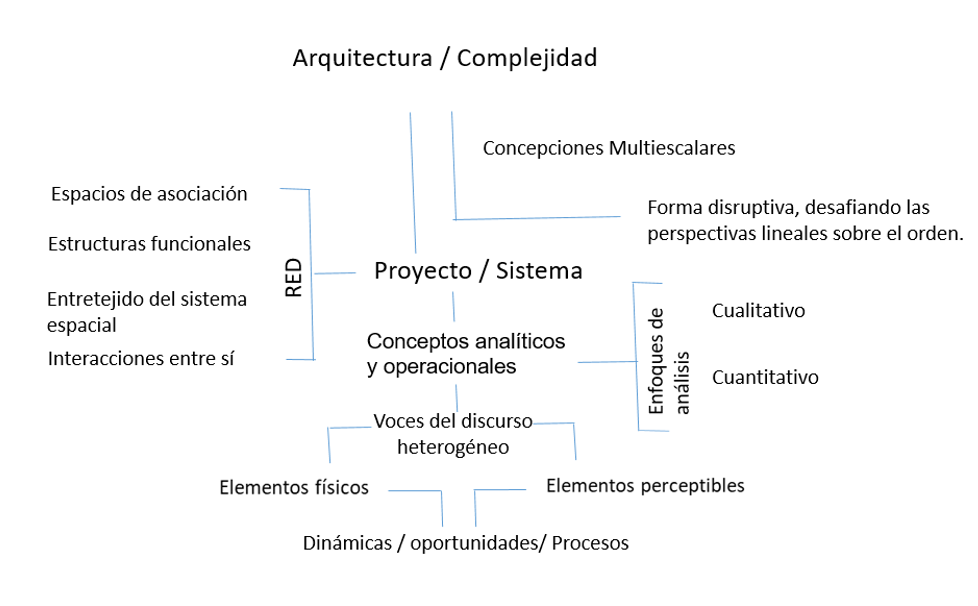 Arquitectura / Complejidad
Concepciones Multiescalares
Espacios de asociación
Forma disruptiva, desafiando las
perspectivas lineales sobre el orden.
Estructuras funcionales
RED
Proyecto / Sistema
Entretejido del sistema
espacial
Interacciones entre sí
Conceptos analíticos
y operacionales
Enfoques de
análisis
Cualitativo
Cuantitativo
Voces del discurso
heterogéneo
Elementos físicos
Elementos perceptibles
Dinámicas / oportunidades/ Procesos